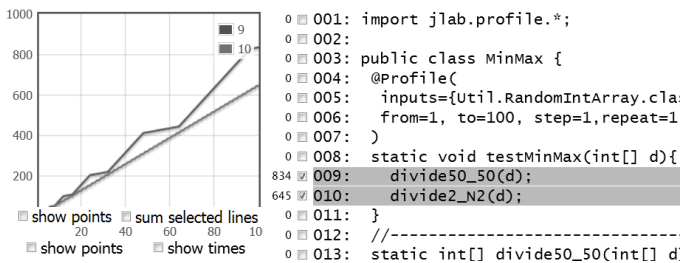 1000
800
600
400
200
20 40 60 80 10
9
10
show points sum selected lines
show points show times
0 001: import jlab.profile.*;
0 002:
0 003: public class MinMax {
0 004: @Profile(
0 005: inputs={Util.RandomIntArray.clas
0 006: from=1, to=100, step=1,repeat=1
0 007: )
0 008: static void testMinMax(int[] d){
834 009: divide50_50(d);
645 010: divide2_N2(d);
0 011: }
0 012: //--------------------------------
0 013: static int[] divide50_50(int[] d)